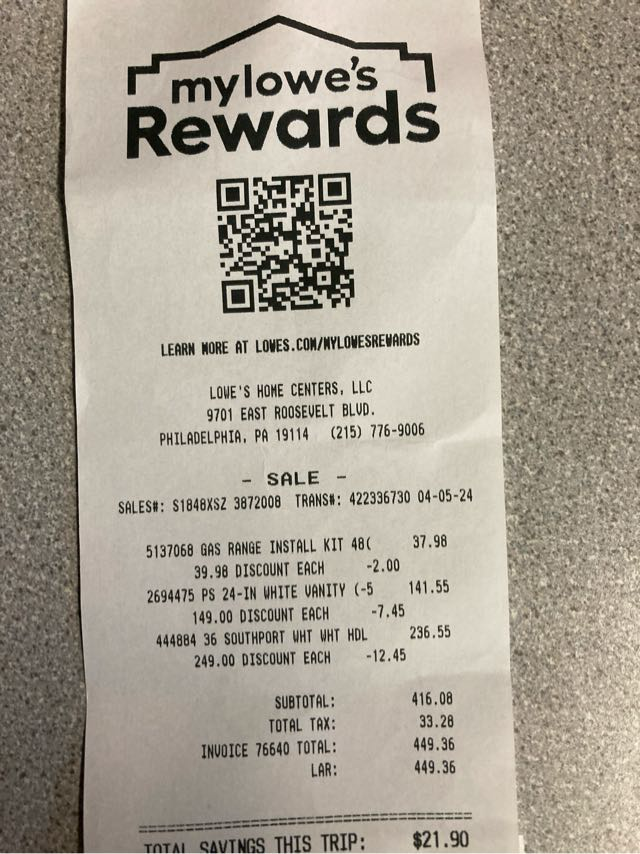 mylowe's
Rewards
LEARN MORE AT LOWES.COM/MYLOWESREWARDS
LOWE'S HOME CENTERS, LLC
9701 EAST ROOSEVELT BLVD.
PHILADELPHIA, PA 19114 (215) 776-9006
- SALE -
SALES#: S1848XSZ 3872008 TRANS#: 422336730 04-05-24
5137068 GAS RANGE INSTALL KIT 48( 37.98
39.98 DISCOUNT EACH -2.00
2694475 PS 24-IN WHITE VANITY (-5 141.55
149.00 DISCOUNT EACH -7.45
444884 36 SOUTHPORT WHT WHT HDL 236.55
249.00 DISCOUNT EACH -12.45
SUBTOTAL: 416.08
TOTAL TAX: 33.28
INVOICE 76640 TOTAL: 449.36
LAR: 449.36
TOTAL SAVINGS THIS TRIP: $21.90